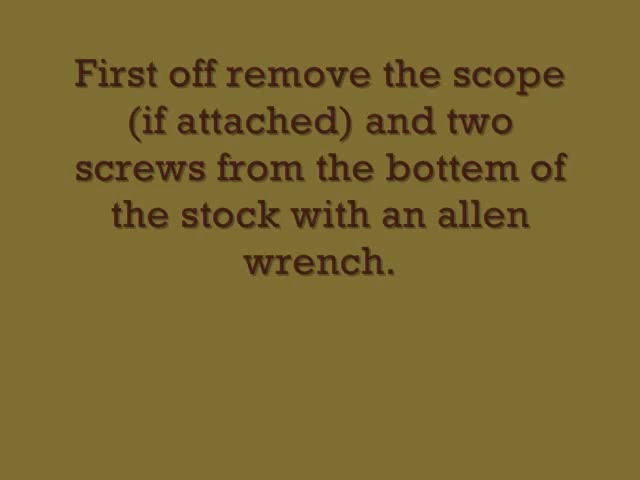 First off remove the scope
(if attached) and two
screws from the bottem of
the stock with an allen
wrench.